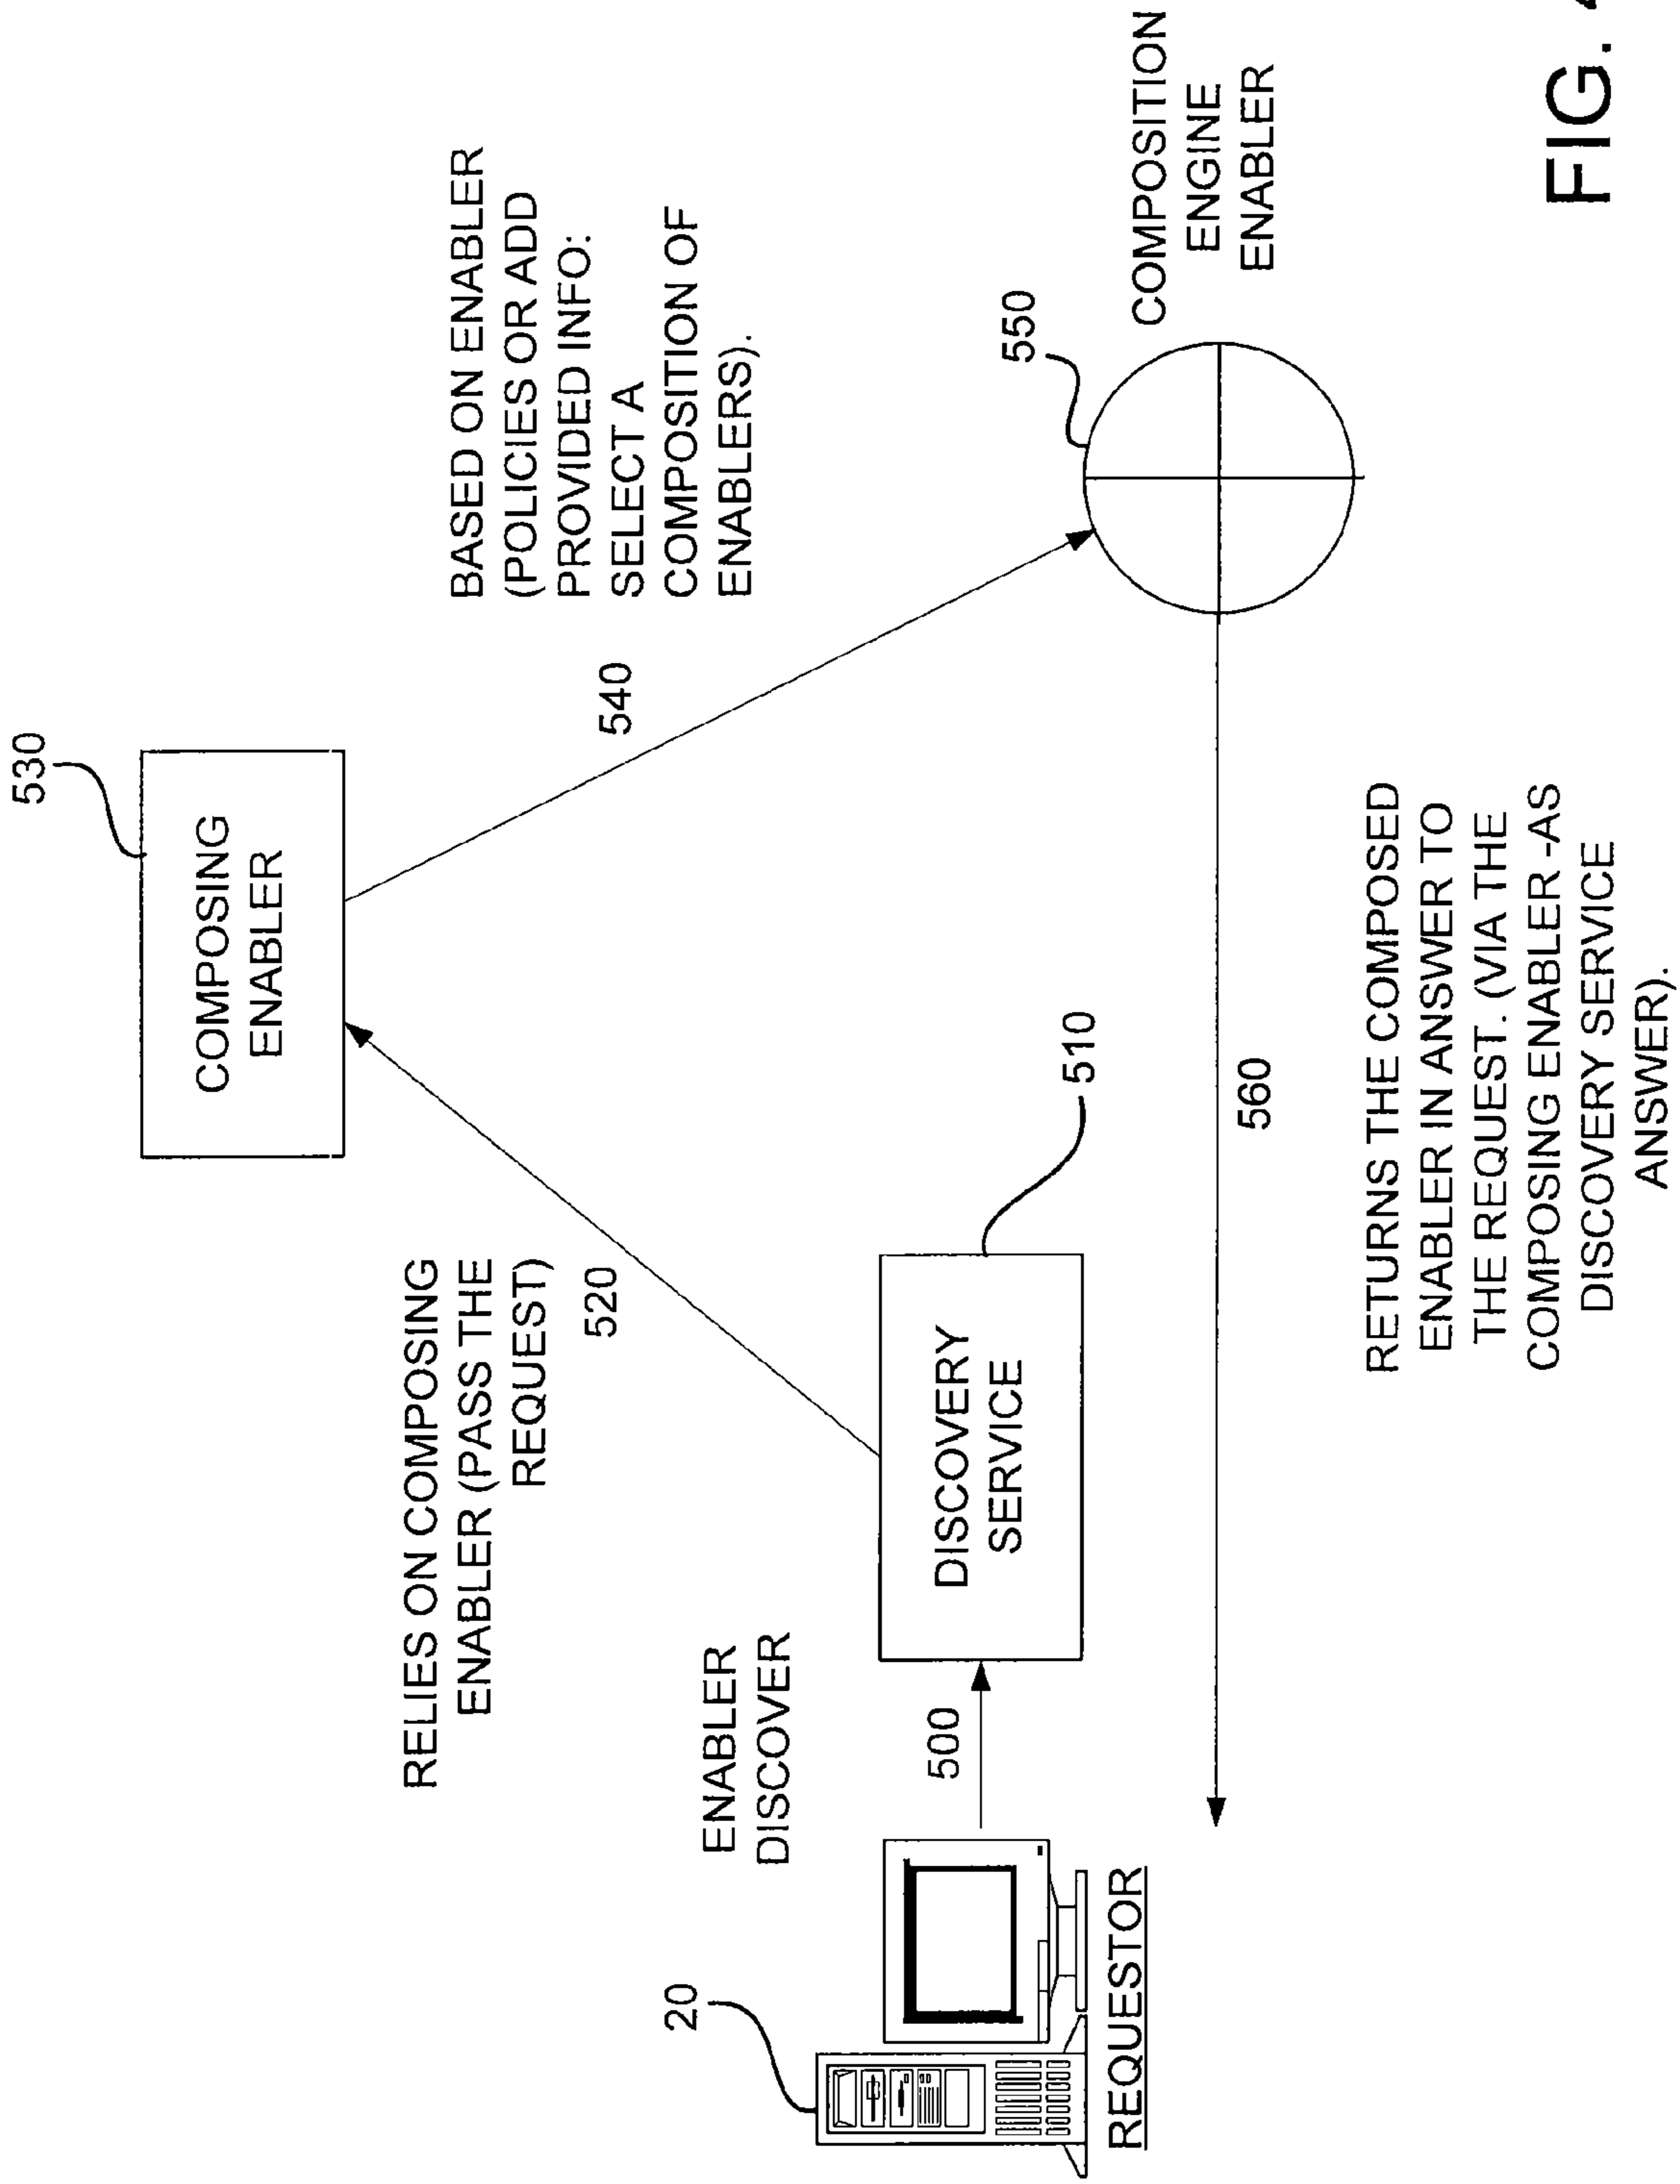 530
COMPOSING
ENABLER
RELIES ON COMPOSING
ENABLER (PASS THE
REQUEST)
520
540
BASED ON ENABLER
(POLICIES OR ADD
PROVIDED INFO:
SELECT A
COMPOSITION OF
ENABLERS).
20
REQUESTOR
ENABLER
DISCOVER
500
DISCOVERY
SERVICE
510
550
COMPOSITION
ENGINE
ENABLER
560
RETURNS THE COMPOSED
ENABLER IN ANSWER TO
THE REQUEST. (VIA THE
COMPOSING ENABLER -AS
DISCOVERY SERVICE
ANSWER).
FIG.